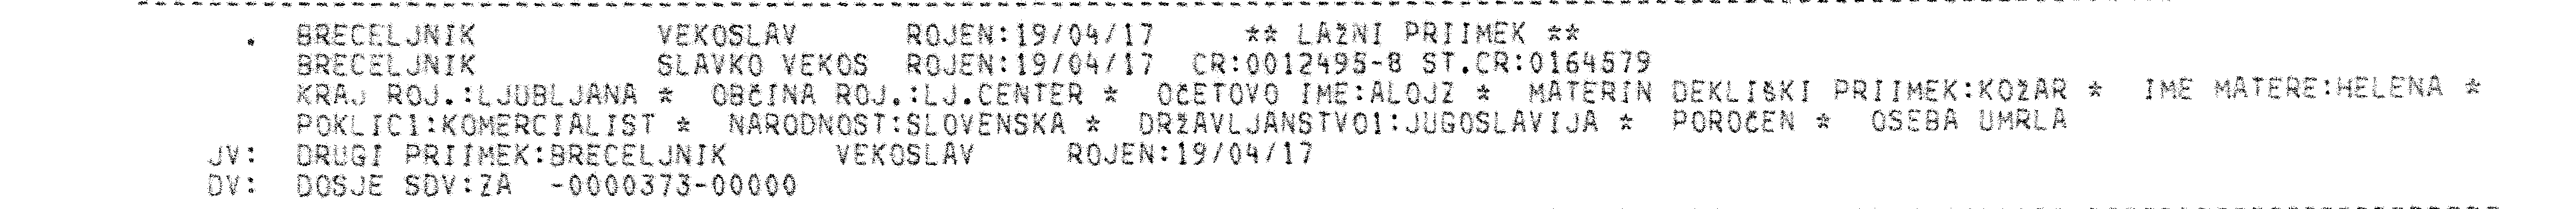 . BRECELJNIK VEKOSLAV ROJEN:19/04/17 ** LAŽNI PRIIMEK **
BRECELJNIK SLAVKO VEKOS ROJEN:19/04/17 CR:0012495-8 ST.CR:0164579
KRAJ ROJ.:LJUBLJANA * OBČINA ROJ.:LJ.CENTER * OČETOVO IME:ALOJZ * MATERIN DEKLIŠKI PRIIMEK:KOŽAR * IME MATERE:HELENA *
POKLIC1:KOMERCIALIST * NARODNOST:SLOVENSKA * DRŽAVLJANSTVO1:JUGOSLAVIJA * POROČEN * OSEBA UMRLA
JV: DRUGI PRIIMEK:BRECELJNIK VEKOSLAV ROJEN:19/04/17
DV: DOSJE SDV:ZA -0000373-00000